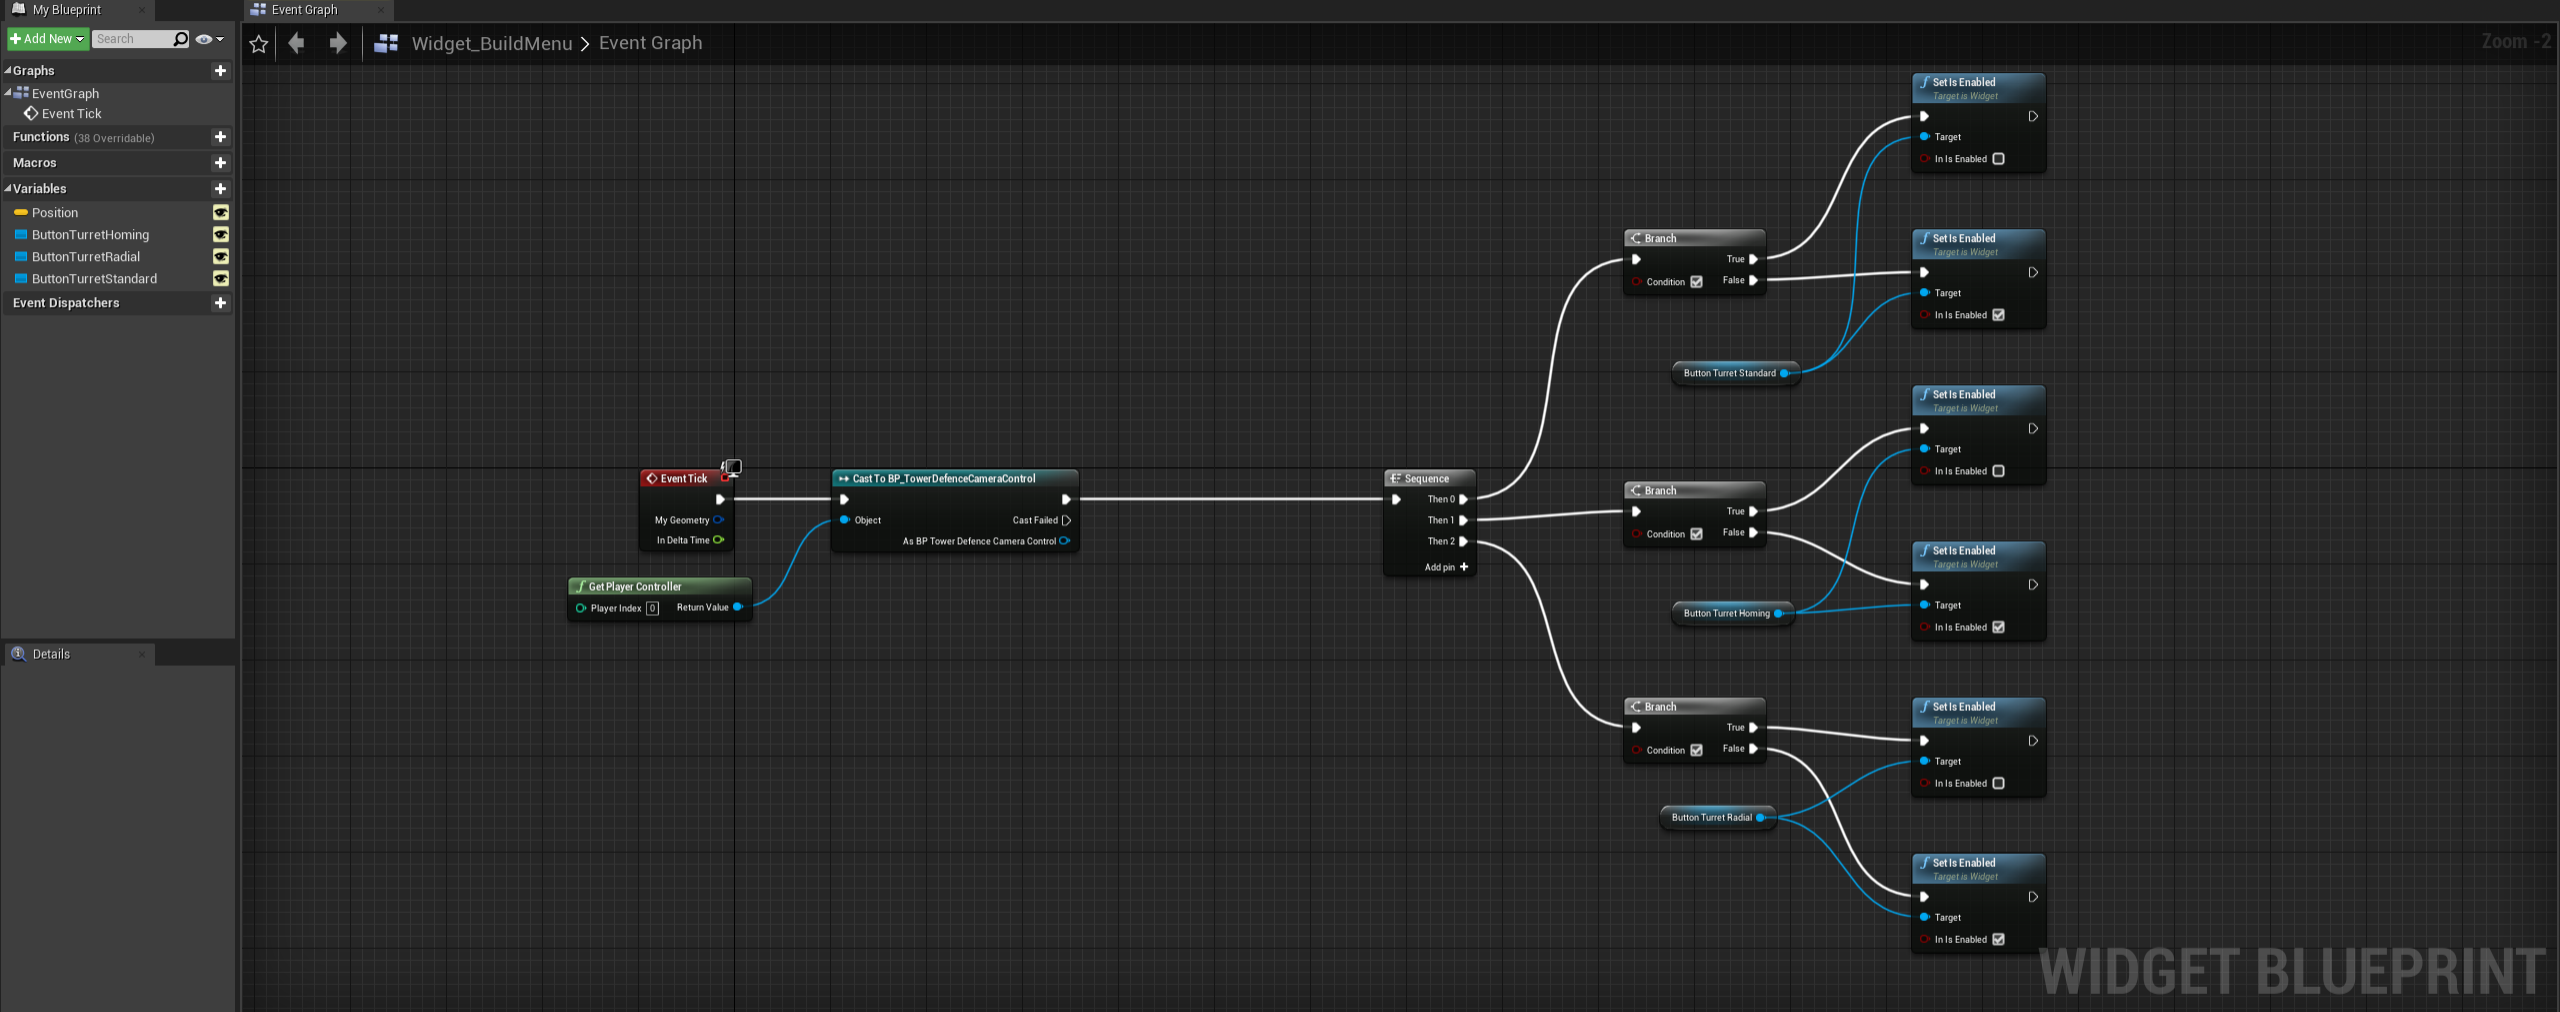 My Blueprint
Add New
Search
Graphs
EventGraph
Event Tick
Functions (38 Overridable)
Macros
Variables
Position
ButtonTurretHoming
ButtonTurretRadial
ButtonTurretStandard
Event Dispatchers
Details
Event Graph
Widget_BuildMenu > Event Graph
Zoom -2
Event Tick
My Geometry
In Delta Time
Get Player Controller
Player Index 0 Return Value
Cast To BP_TowerDefenceCameraControl
Object
Cast Failed
As BP Tower Defence Camera Control
Sequence
Then 0
Then 1
Then 2
Add pin
Branch
True
Condition
False
Button Turret Standard
Branch
True
Condition
False
Button Turret Homing
Branch
True
Condition
False
Button Turret Radial
Set Is Enabled
Target is Widget
Target
In Is Enabled
Set Is Enabled
Target is Widget
Target
In Is Enabled
Set Is Enabled
Target is Widget
Target
In Is Enabled
Set Is Enabled
Target is Widget
Target
In Is Enabled
Set Is Enabled
Target is Widget
Target
In Is Enabled
Set Is Enabled
Target is Widget
Target
In Is Enabled
WIDGET BLUEPRINT